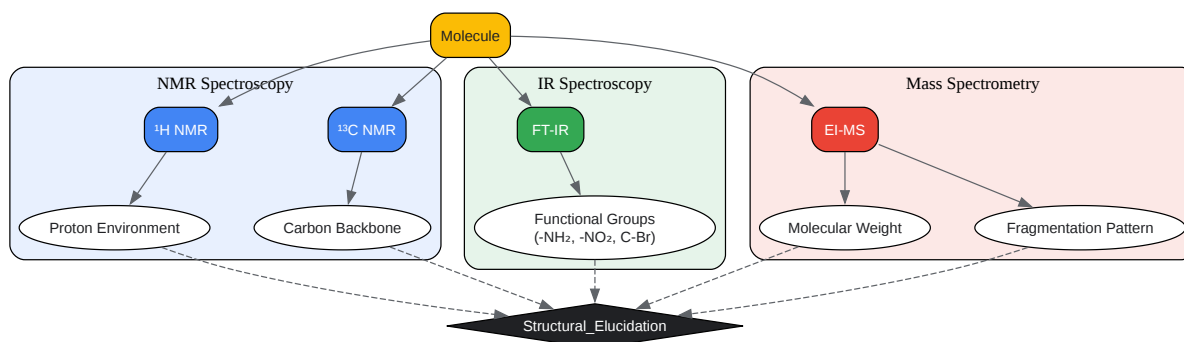 Molecule
NMR Spectroscopy
IR Spectroscopy
Mass Spectrometry
¹H NMR
¹³C NMR
FT-IR
EI-MS
Proton Environment
Carbon Backbone
Functional Groups
(-NH₂, -NO₂, C-Br)
Molecular Weight
Fragmentation Pattern
Structural_Elucidation